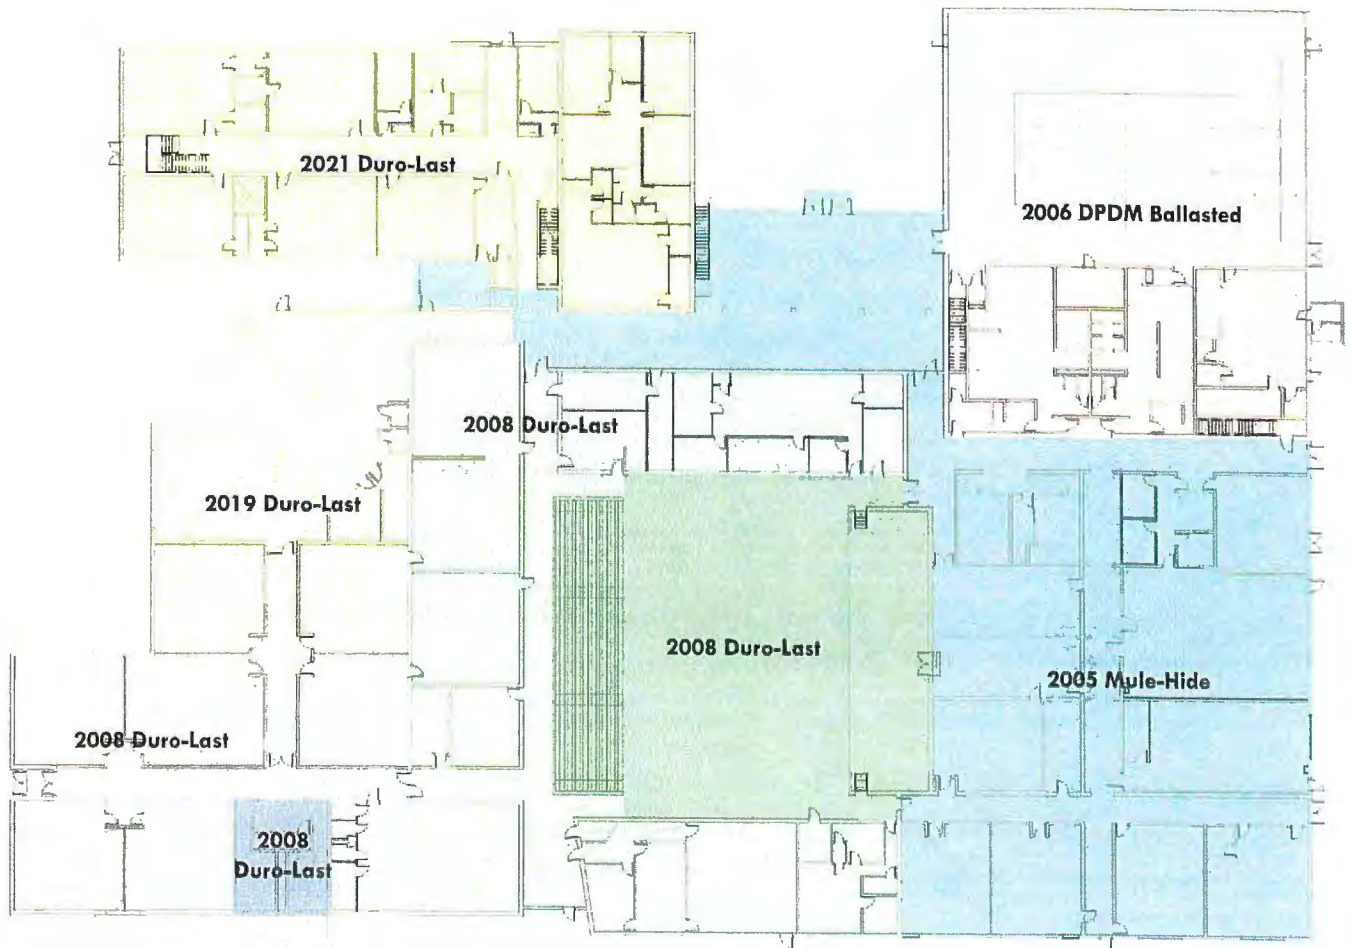 2021 Duro-Last
2006 DPDM Ballasted
2008 Duro-Last
2019 Duro-Last
2008 Duro-Last
2005 Mule-Hide
2008 Duro-Last
2008
Duro-Last